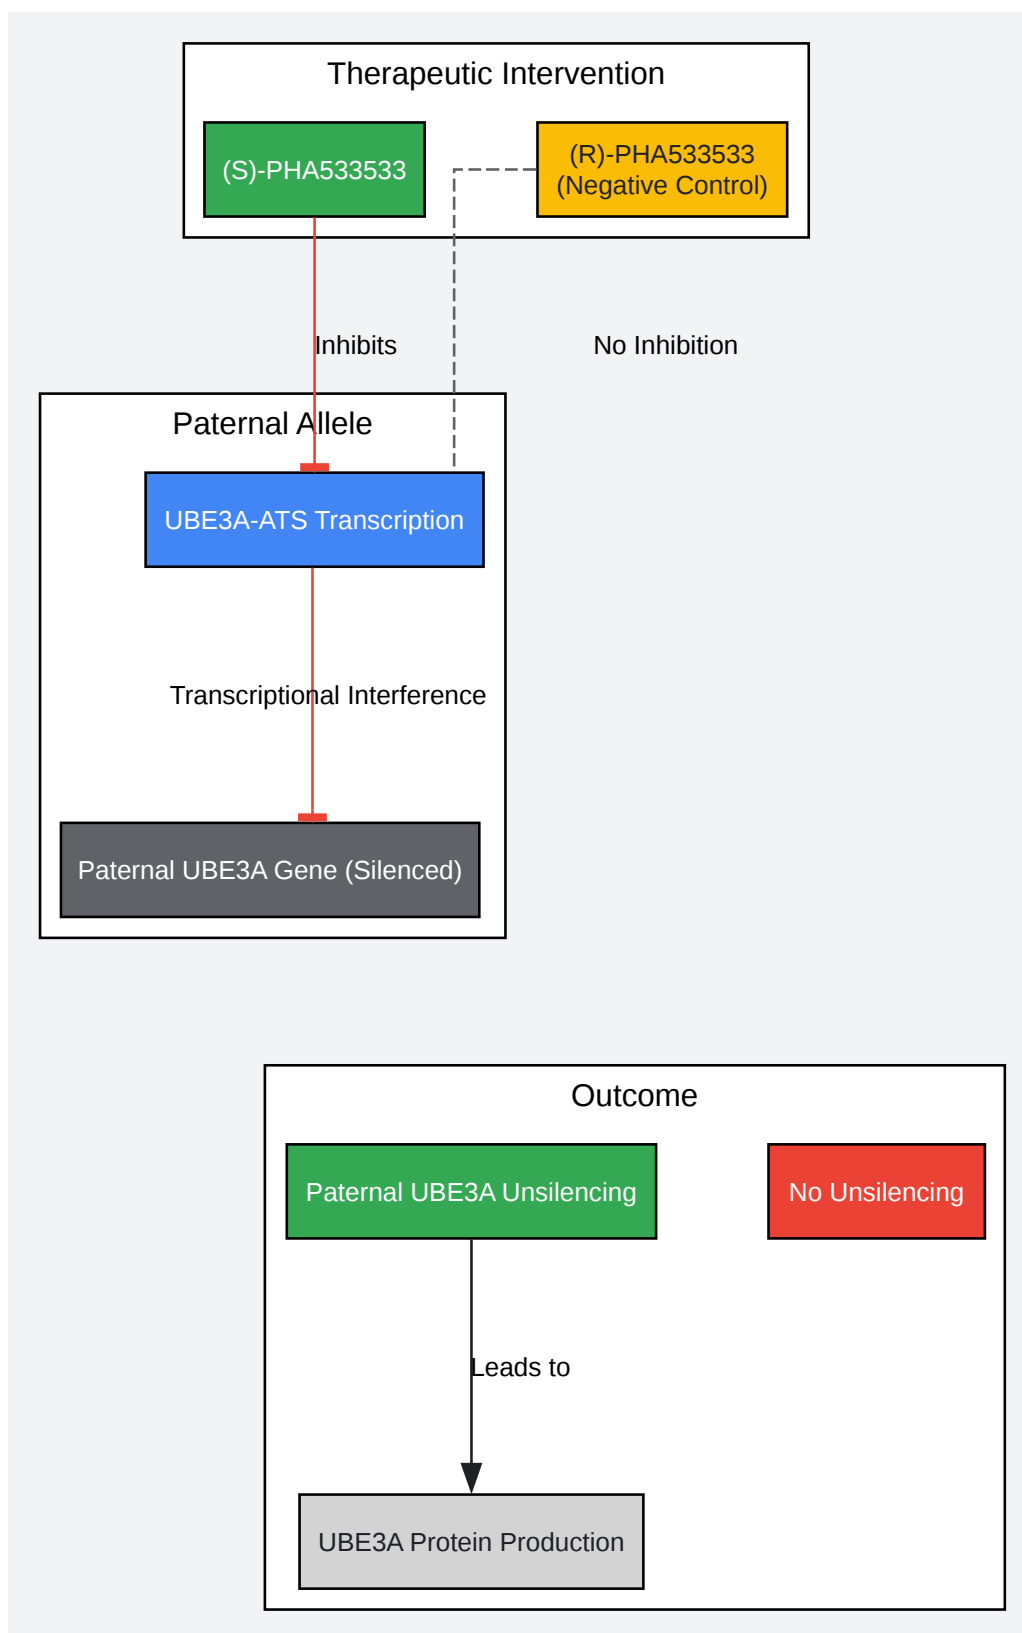 Therapeutic Intervention
(S)-PHA533533
(R)-PHA533533
(Negative Control)
Inhibits
No Inhibition
Paternal Allele
UBE3A-ATS Transcription
Transcriptional Interference
Paternal UBE3A Gene (Silenced)
Outcome
Paternal UBE3A Unsilencing
No Unsilencing
Leads to
UBE3A Protein Production